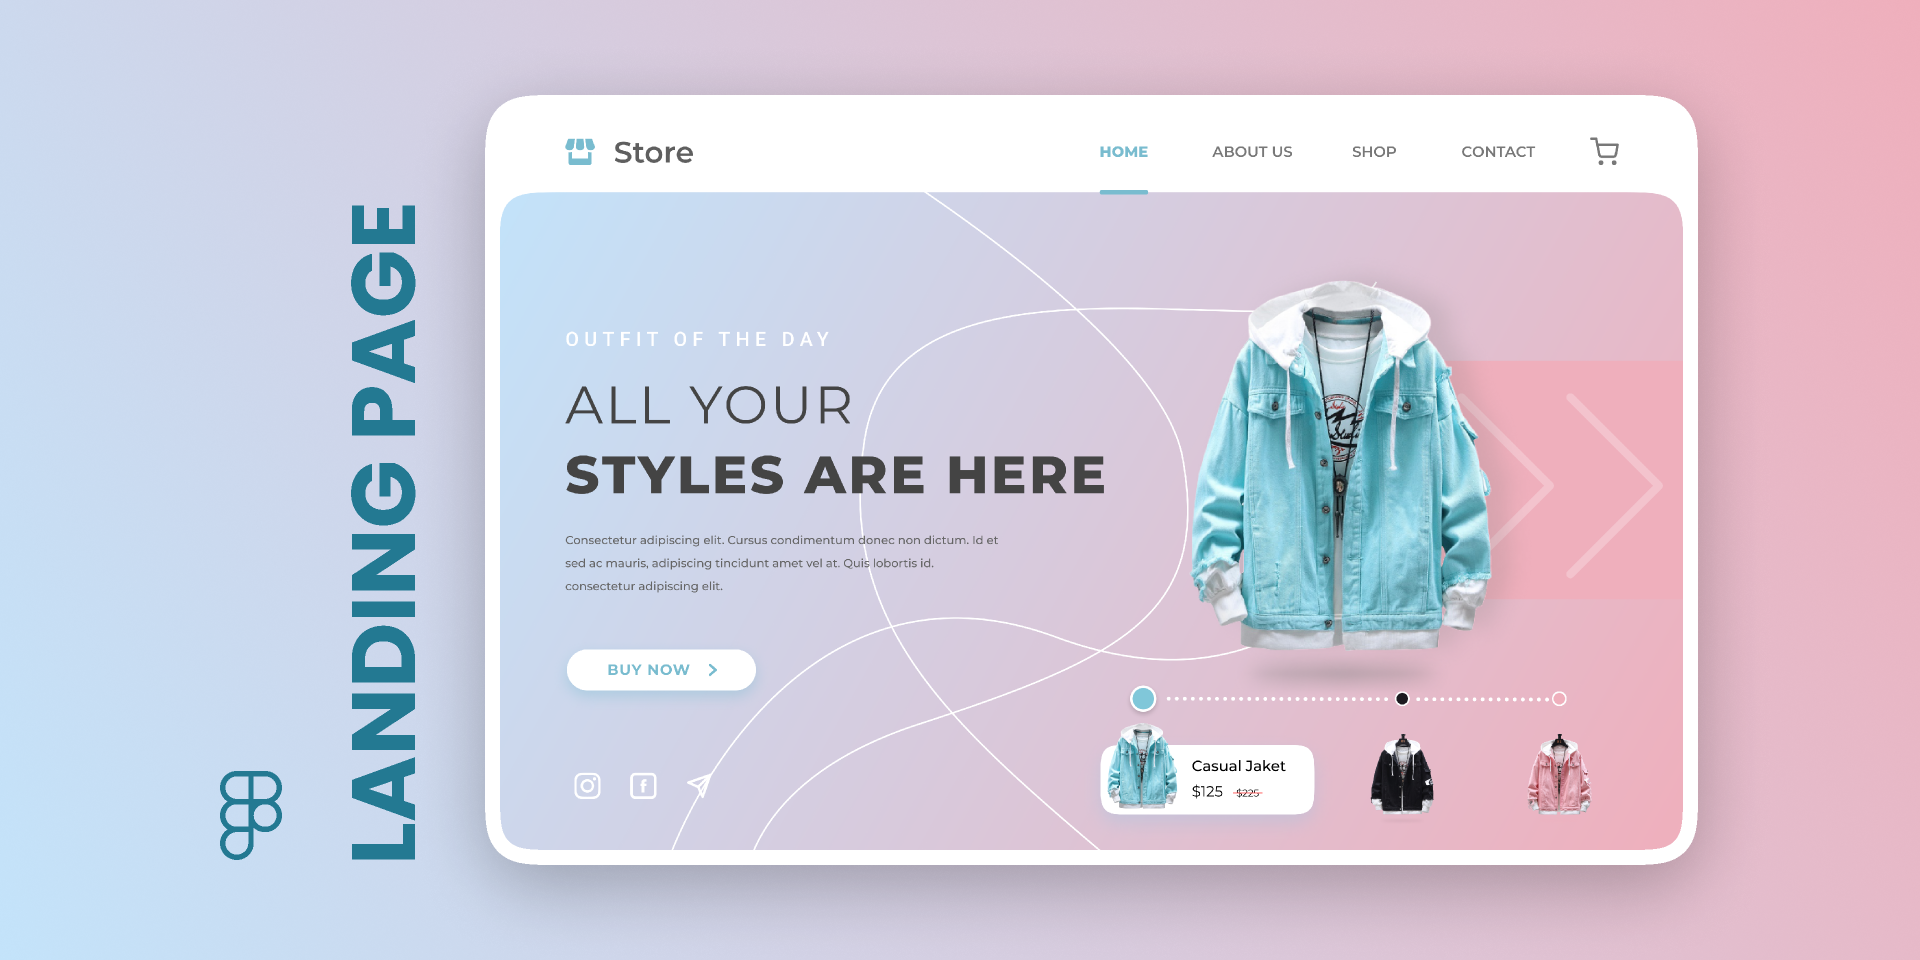 LANDING PAGE
Store
HOME
ABOUT US
SHOP
CONTACT
OUTFIT OF THE DAY
ALL YOUR
STYLES ARE HERE
Consectetur adipiscing elit. Cursus condimentum donec non dictum. Id et
sed ac mauris, adipiscing tincidunt amet vel at. Quis lobortis id.
consectetur adipiscing elit.
BUY NOW
Casual Jaket
$125 $225